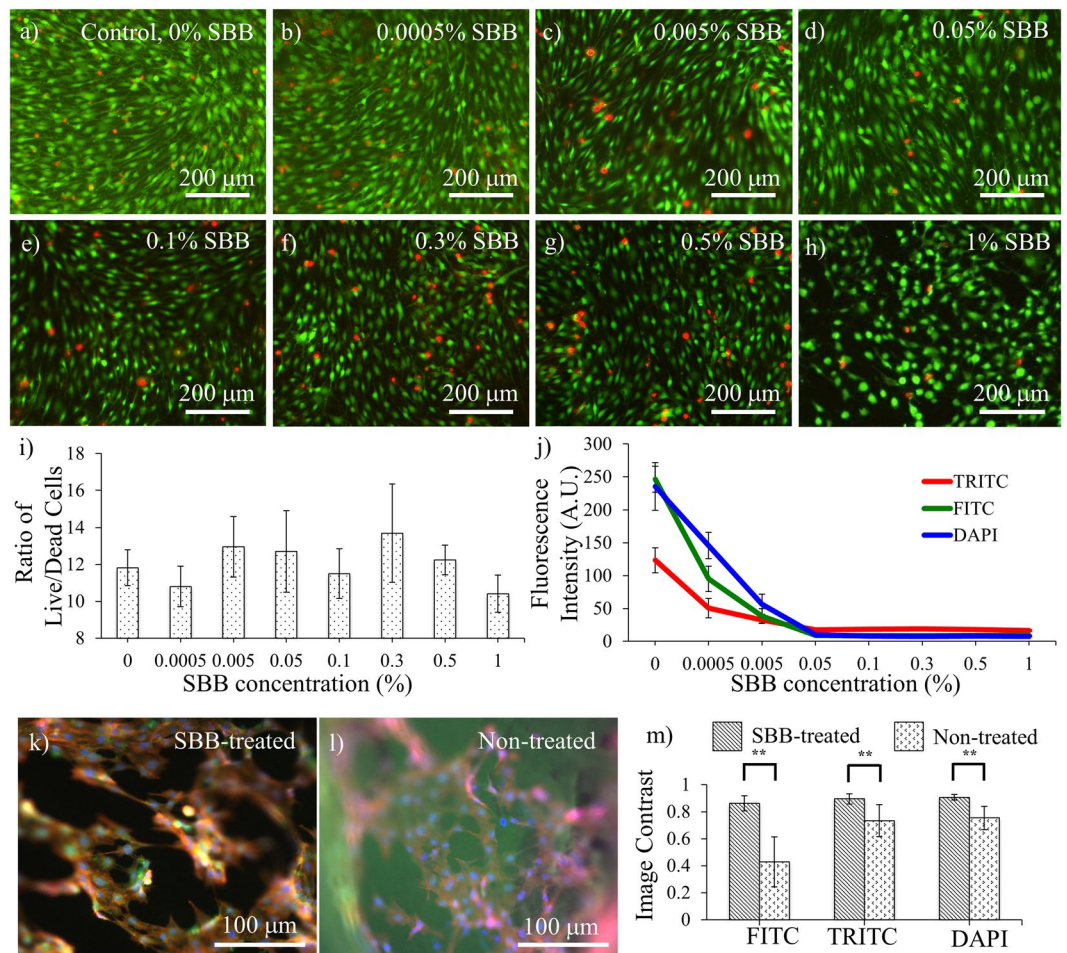 a) Control, 0% SBB
200 μm
b) 0.0005% SBB
200 μm
c) 0.005% SBB
200 μm
d) 0.05% SBB
200 μm
e) 0.1% SBB
200 μm
f) 0.3% SBB
200 μm
g) 0.5% SBB
200 μm
h) 1% SBB
200 μm
i)
Ratio of
Live/Dead Cells
18
16
14
12
10
8
0 0.0005 0.005 0.05 0.1 0.3 0.5 1
SBB concentration (%)
j)
Fluorescence
Intensity (A.U.)
300
250
200
150
100
50
0
TRITC
FITC
DAPI
0 0.0005 0.005 0.05 0.1 0.3 0.5 1
SBB concentration (%)
k) SBB-treated
100 μm
l) Non-treated
100 μm
m)
SBB-treated Non-treated
** ** **
Image Contrast
1
0.8
0.6
0.4
0.2
0
FITC TRITC DAPI